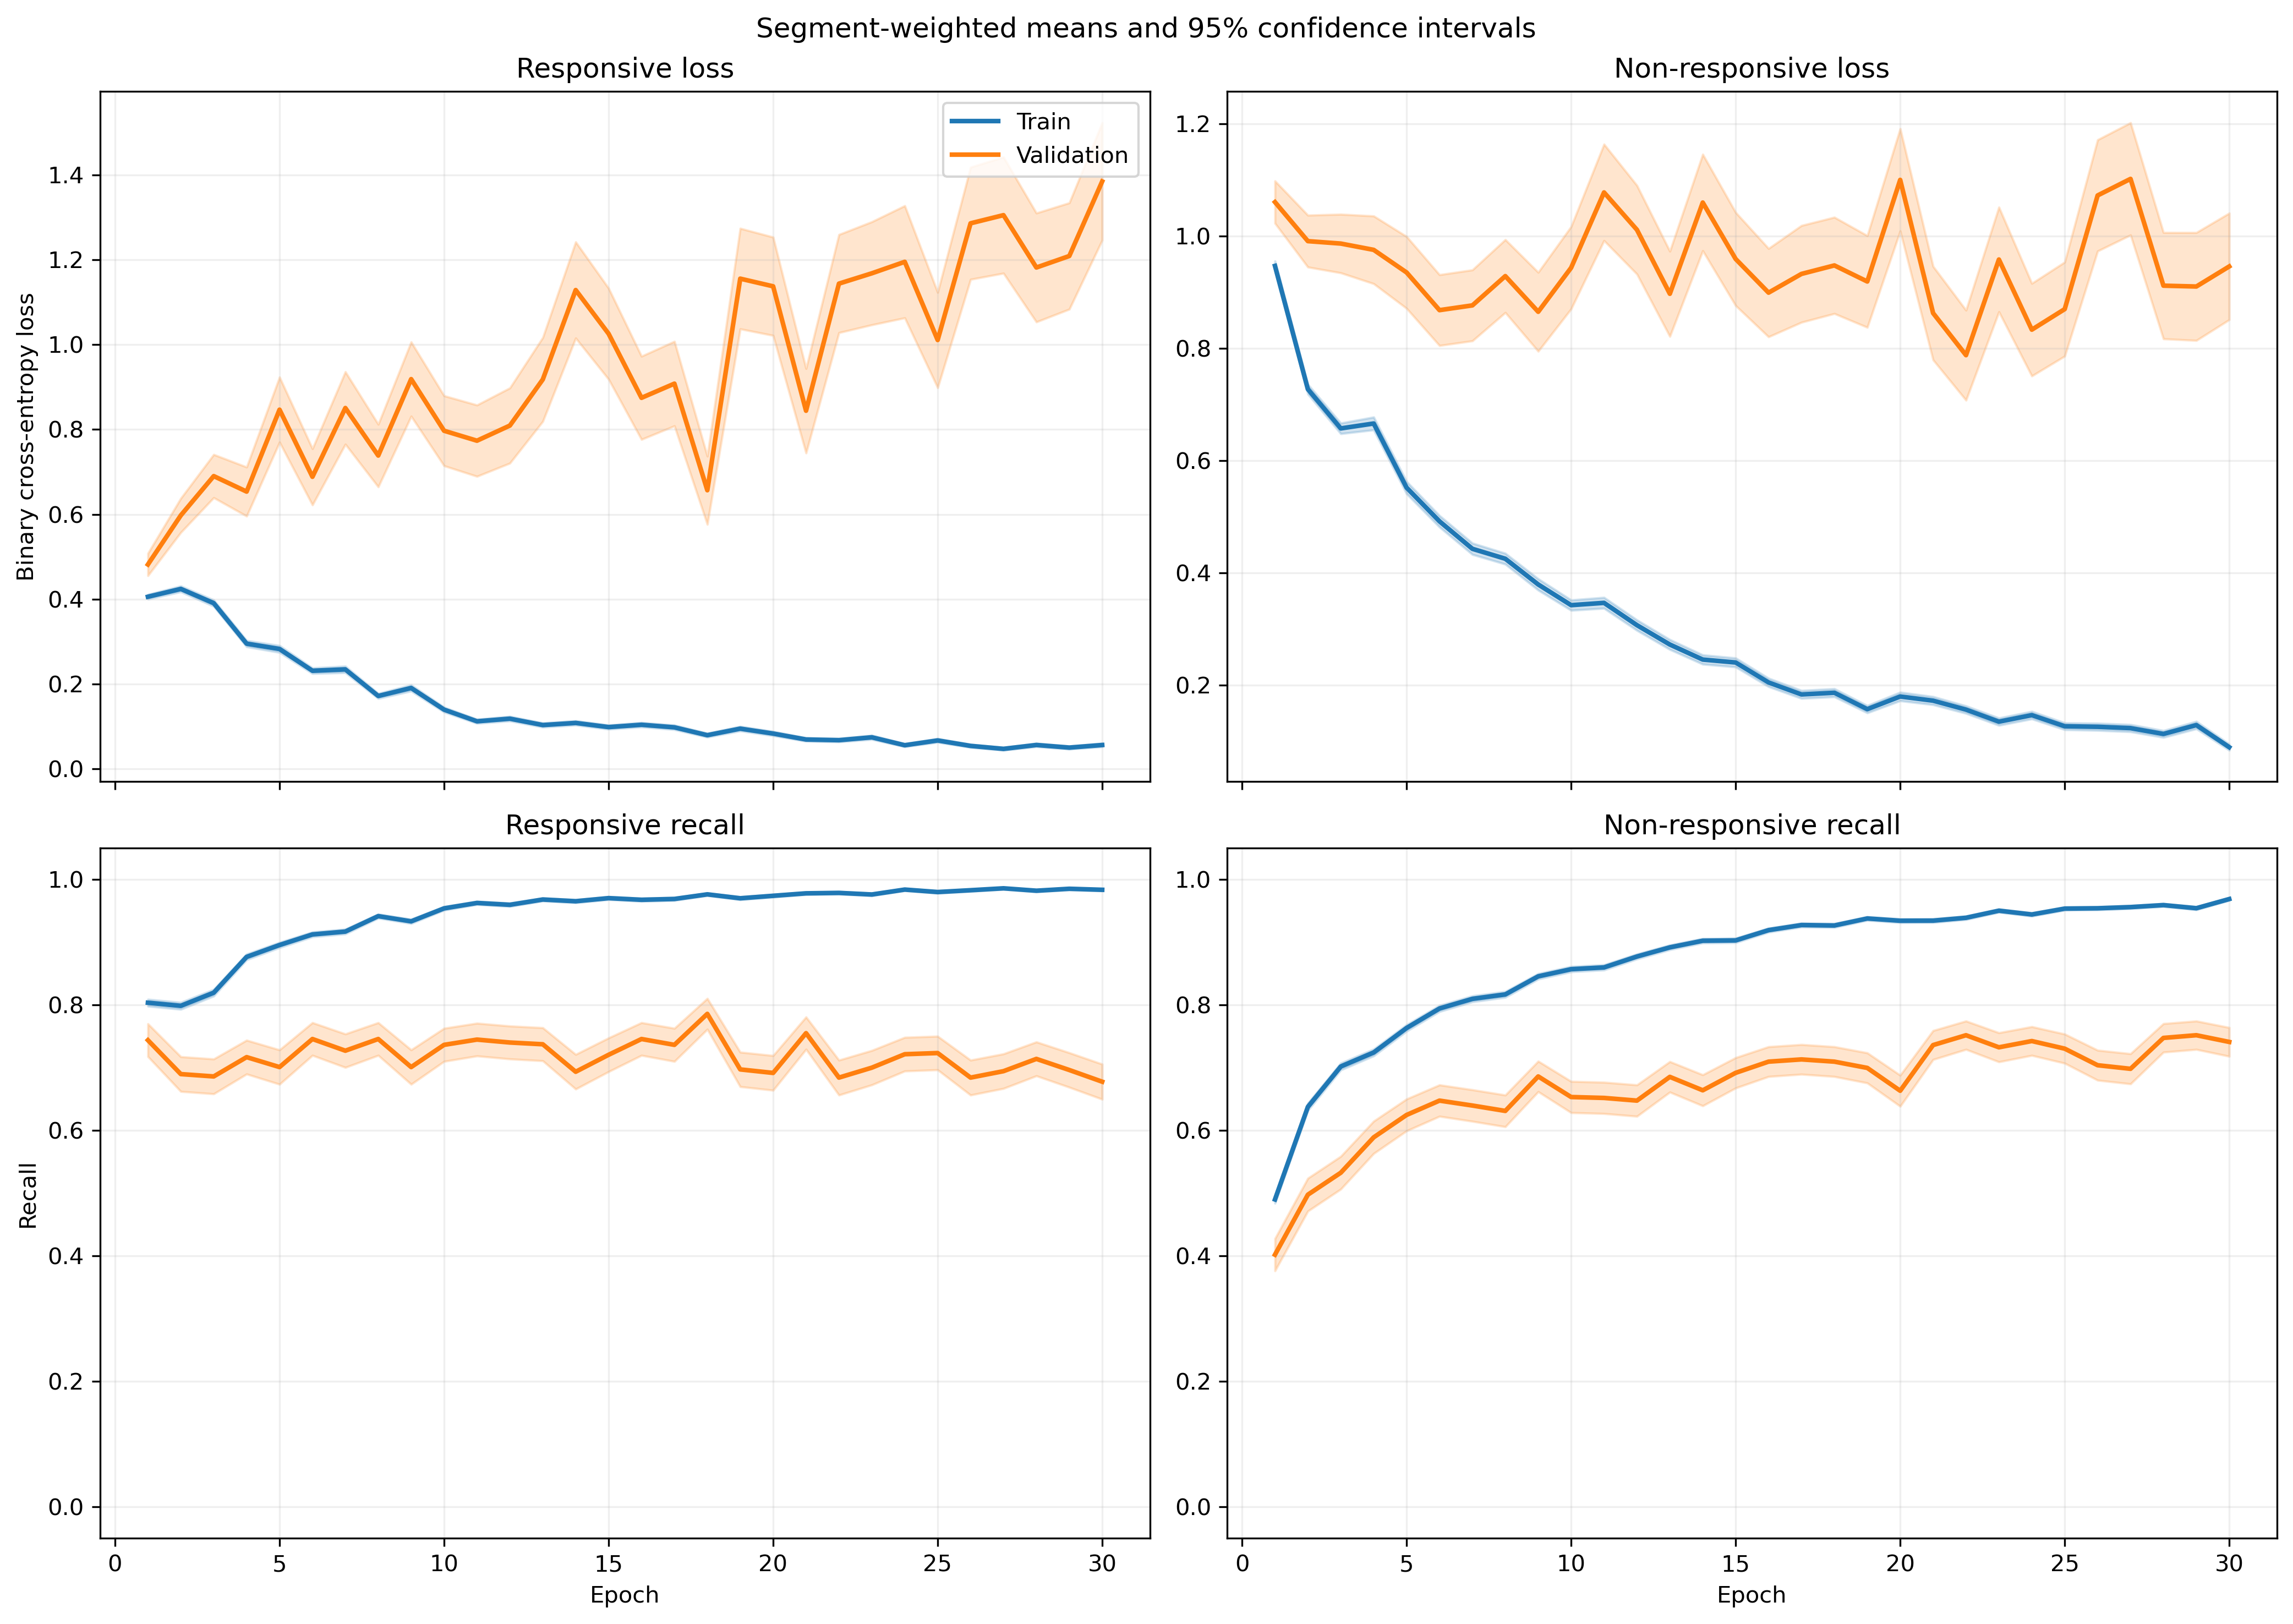 Segment-weighted means and 95% confidence intervals
Responsive loss
Non-responsive loss
Binary cross-entropy loss
1.4
1.2
1.0
0.8
0.6
0.4
0.2
0.0
Train
Validation
1.2
1.0
0.8
0.6
0.4
0.2
Responsive recall
Non-responsive recall
Recall
1.0
0.8
0.6
0.4
0.2
0.0
0 5 10 15 20 25 30
Epoch
1.0
0.8
0.6
0.4
0.2
0.0
0 5 10 15 20 25 30
Epoch